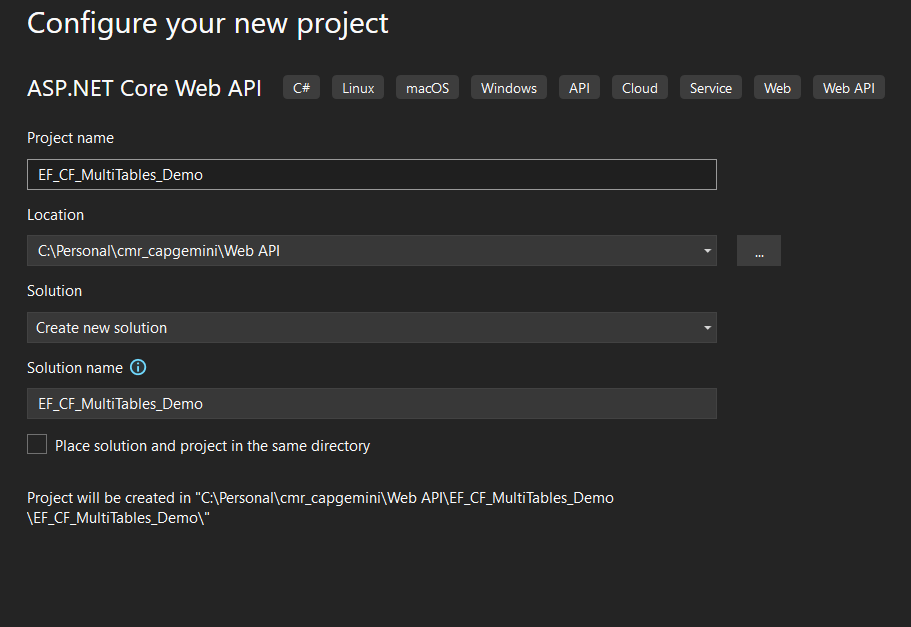 Configure your new project
ASP.NET Core Web API C# Linux macOS Windows API Cloud Service Web Web API
Project name
EF_CF_MultiTables_Demo
Location
C:\Personal\cmr_capgemini\Web API
...
Solution
Create new solution
Solution name
EF_CF_MultiTables_Demo
Place solution and project in the same directory
Project will be created in "C:\Personal\cmr_capgemini\Web API\EF_CF_MultiTables_Demo
\EF_CF_MultiTables_Demo\"